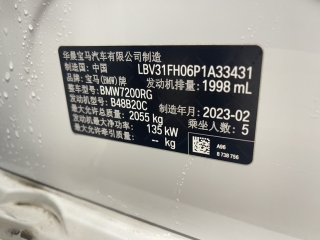 华晨宝马汽车有限公司制造
制造国：中国 LBV31FH06P1A33431
品牌：宝马(BMW)牌 发动机排量：1998 mL
整车型号：BMW7200RG
发动机型号：B48B20C 制造年月：2023-02
最大允许总质量：2055 kg 乘坐人数：5
发动机最大净功率：135 kW
最大允许牵引质量：-- kg
A96